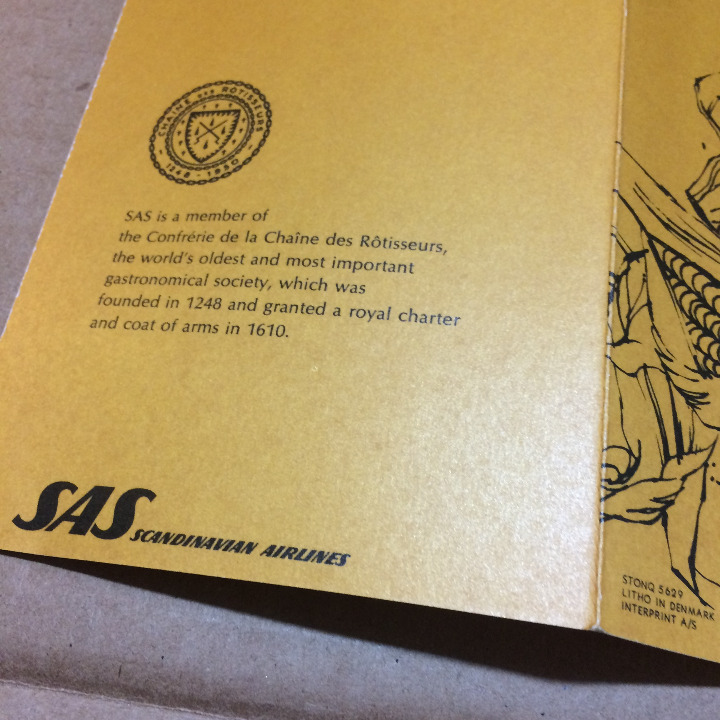 CHAÎNE DES RÔTISSEURS
1248 - 1950
SAS is a member of
the Confrérie de la Chaîne des Rôtisseurs,
the world's oldest and most important
gastronomical society, which was
founded in 1248 and granted a royal charter
and coat of arms in 1610.
SAS SCANDINAVIAN AIRLINES
STONQ 5629
LITHO IN DENMARK
INTERPRINT A/S